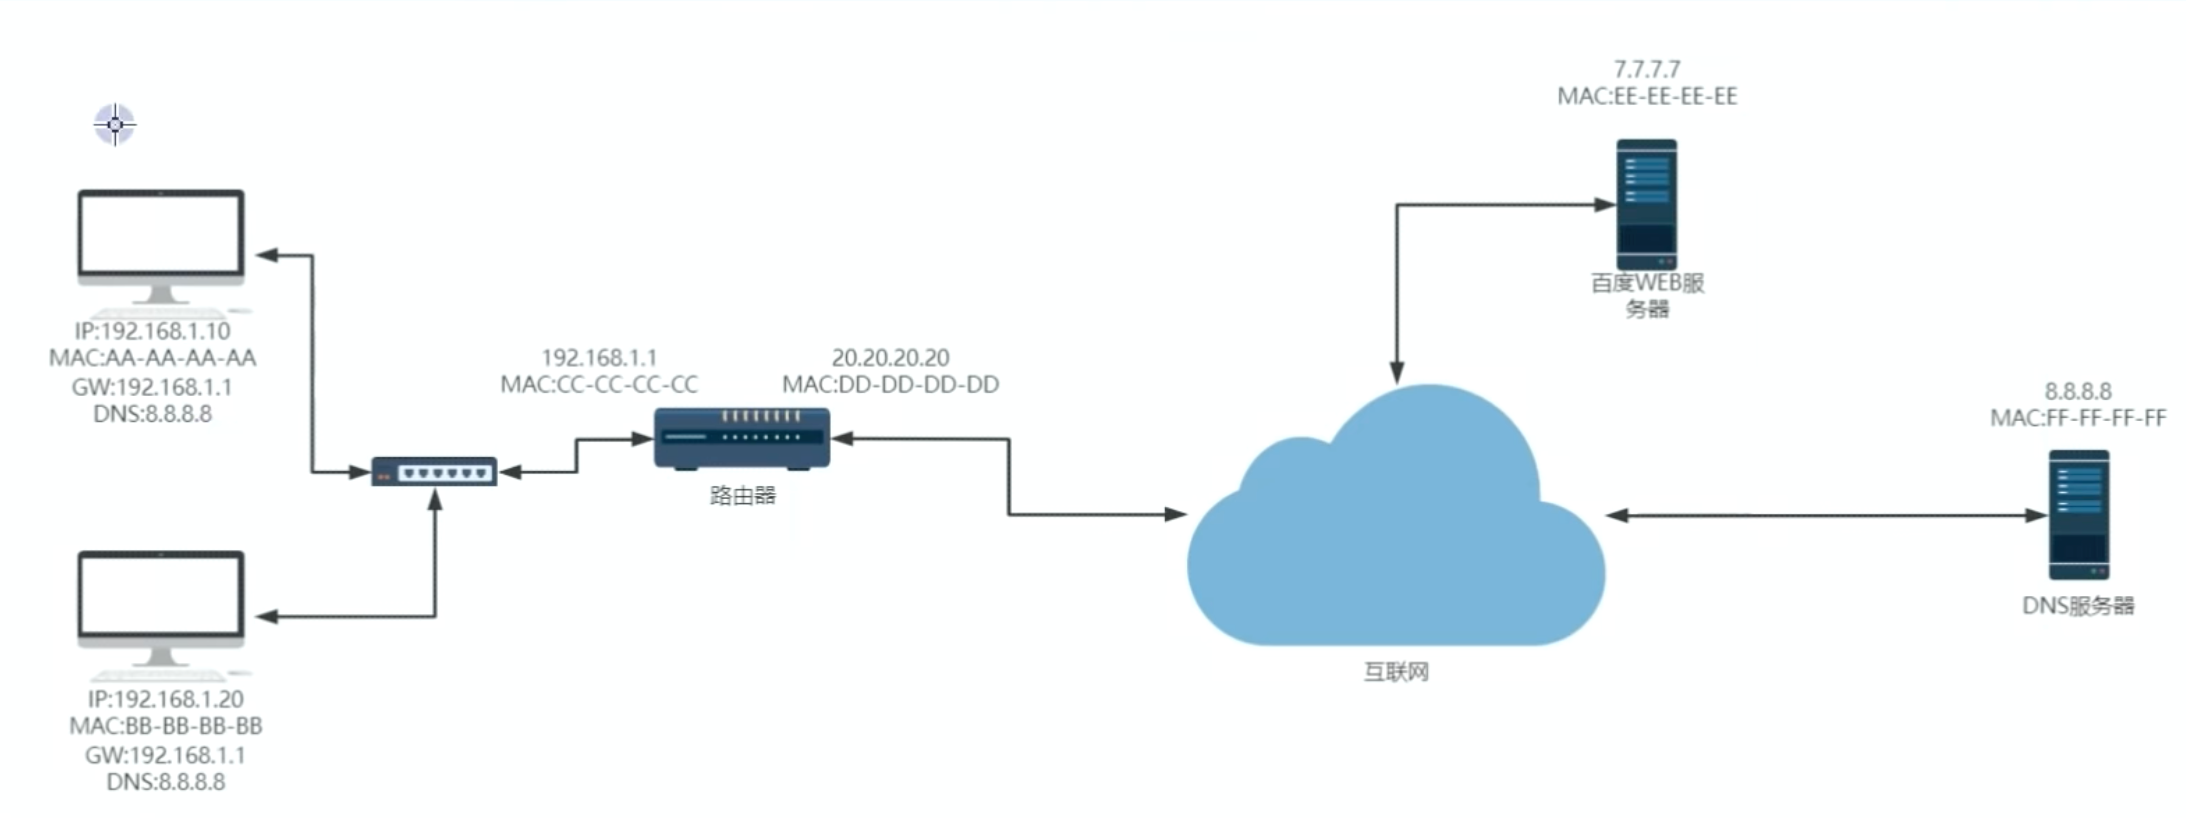 7.7.7.7
MAC:EE-EE-EE-EE
百度WEB服
务器
IP:192.168.1.10
MAC:AA-AA-AA-AA
GW:192.168.1.1
DNS:8.8.8.8
192.168.1.1
MAC:CC-CC-CC-CC
20.20.20.20
MAC:DD-DD-DD-DD
路由器
8.8.8.8
MAC:FF-FF-FF-FF
DNS服务器
互联网
IP:192.168.1.20
MAC:BB-BB-BB-BB
GW:192.168.1.1
DNS:8.8.8.8